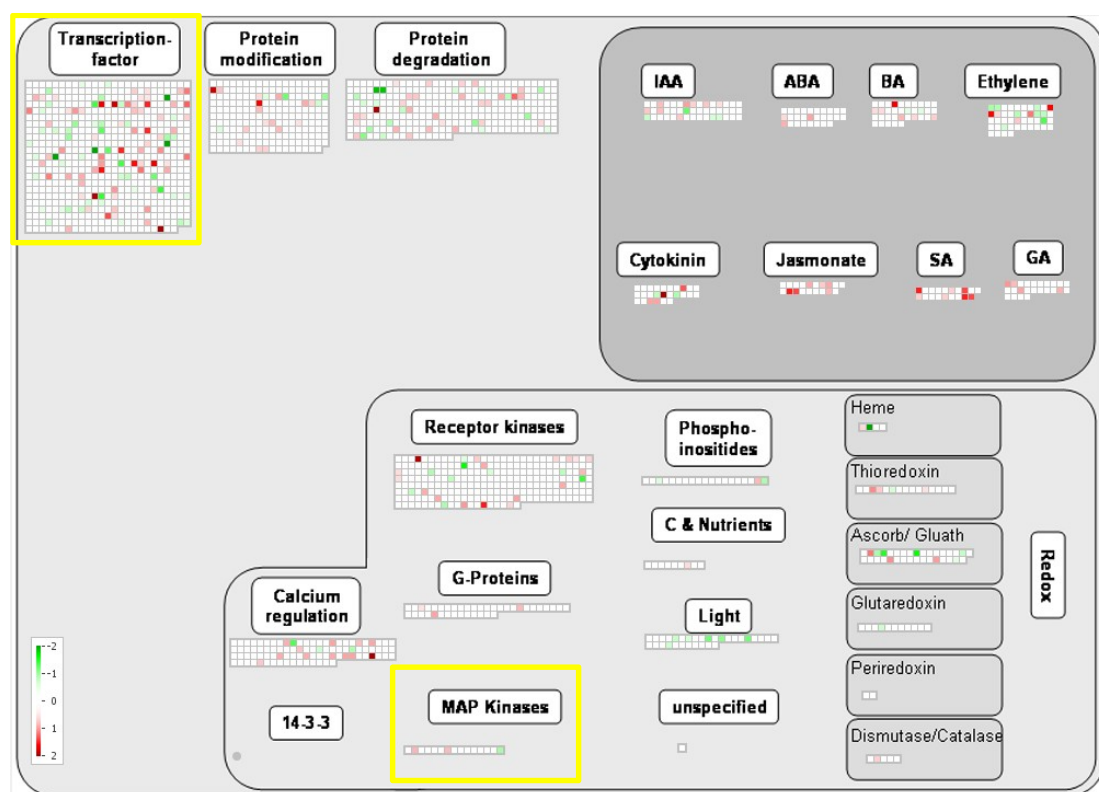 Transcription-
factor
Protein
modification
Protein
degradation
IAA
ABA
BA
Ethylene
Cytokinin
Jasmonate
SA
GA
Receptor kinases
Phospho-
inositides
C & Nutrients
G-Proteins
Calcium
regulation
Light
MAP Kinases
unspecified
14-3-3
Heme
Thioredoxin
Ascorb/ Gluath
Glutaredoxin
Periredoxin
Dismutase/Catalase
Redox
-2
-1
0
1
2